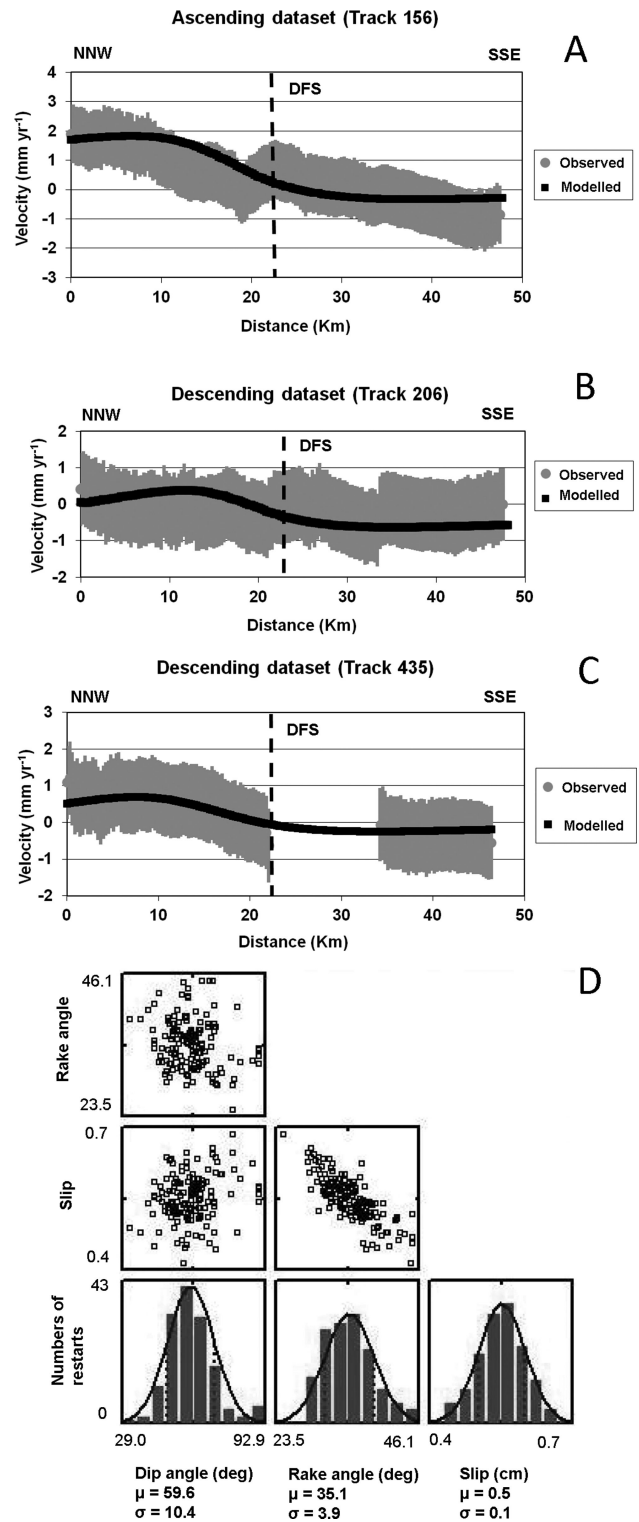 Ascending dataset (Track 156)
A
NNW
SSE
DFS
4
3
2
1
0
-1
-2
-3
Velocity (mm yr-1)
0 10 20 30 40 50
Distance (Km)
Observed
Modelled
Descending dataset (Track 206)
B
NNW
SSE
DFS
2
1
0
-1
-2
Velocity (mm yr-1)
0 10 20 30 40 50
Distance (Km)
Observed
Modelled
Descending dataset (Track 435)
C
NNW
SSE
DFS
3
2
1
0
-1
-2
Velocity (mm yr-1)
0 10 20 30 40 50
Distance (Km)
Observed
Modelled
D
46.1
Rake angle
23.5
0.7
Slip
0.4
43
Numbers of
restarts
0
29.0 92.9 23.5 46.1 0.4 0.7
Dip angle (deg) Rake angle (deg) Slip (cm)
μ = 59.6 μ = 35.1 μ = 0.5
σ = 10.4 σ = 3.9 σ = 0.1